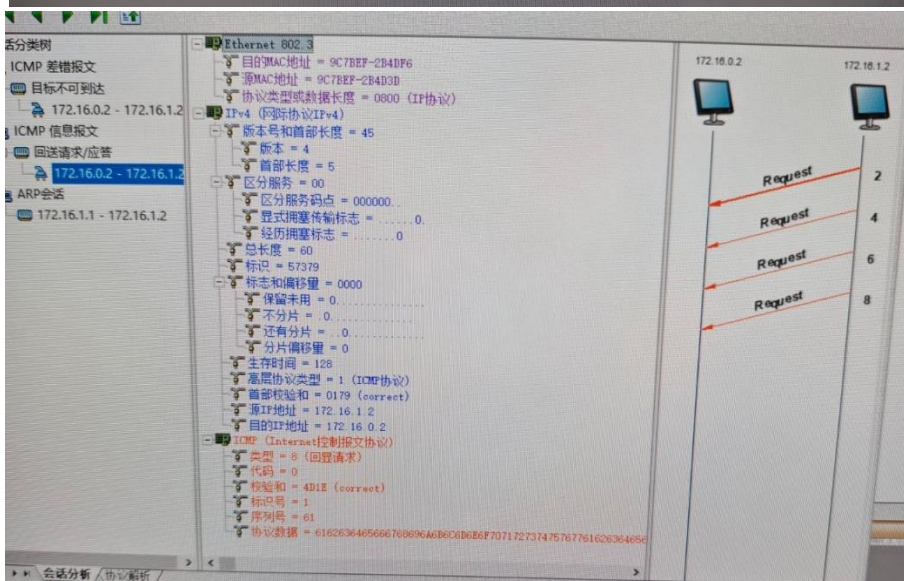 话分类树
ICMP 差错报文
目标不可到达
172.16.0.2 - 172.16.1.2
ICMP 信息报文
回送请求/应答
172.16.0.2 - 172.16.1.2
ARP会话
172.16.1.1 - 172.16.1.2
Ethernet 802.3
目的MAC地址 = 9C7BEF-2B4DF6
源MAC地址 = 9C7BEF-2B4D3D
协议类型或数据长度 = 0800 (IP协议)
IPv4 (网际协议IPv4)
版本号和首部长度 = 45
版本 = 4
首部长度 = 5
区分服务 = 00
区分服务码点 = 000000..
显式拥塞传输标志 = ......0.
经历拥塞标志 = .......0
总长度 = 60
标识 = 57379
标志和偏移量 = 0000
保留未用 = 0...............
不分片 = .0..............
还有分片 = ..0.............
分片偏移量 = 0
生存时间 = 128
高层协议类型 = 1 (ICMP协议)
首部校验和 = 0179 (correct)
源IP地址 = 172.16.1.2
目的IP地址 = 172.16.0.2
ICMP (Internet控制报文协议)
类型 = 8 (回显请求)
代码 = 0
校验和 = 4D1E (correct)
标识号 = 1
序列号 = 61
协议数据 = 6162636465666768696A6B6C6D6E6F7071727374757677616263646566
172.16.0.2
172.16.1.2
Request
2
Request
4
Request
6
Request
8
会话分析
协议解析